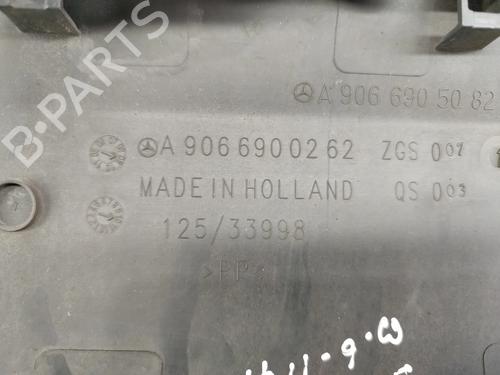 A 906 690 50 82
A 906 690 02 62 ZGS 007
MADE IN HOLLAND QS 003
125/33998
>PP<
B-PARTS